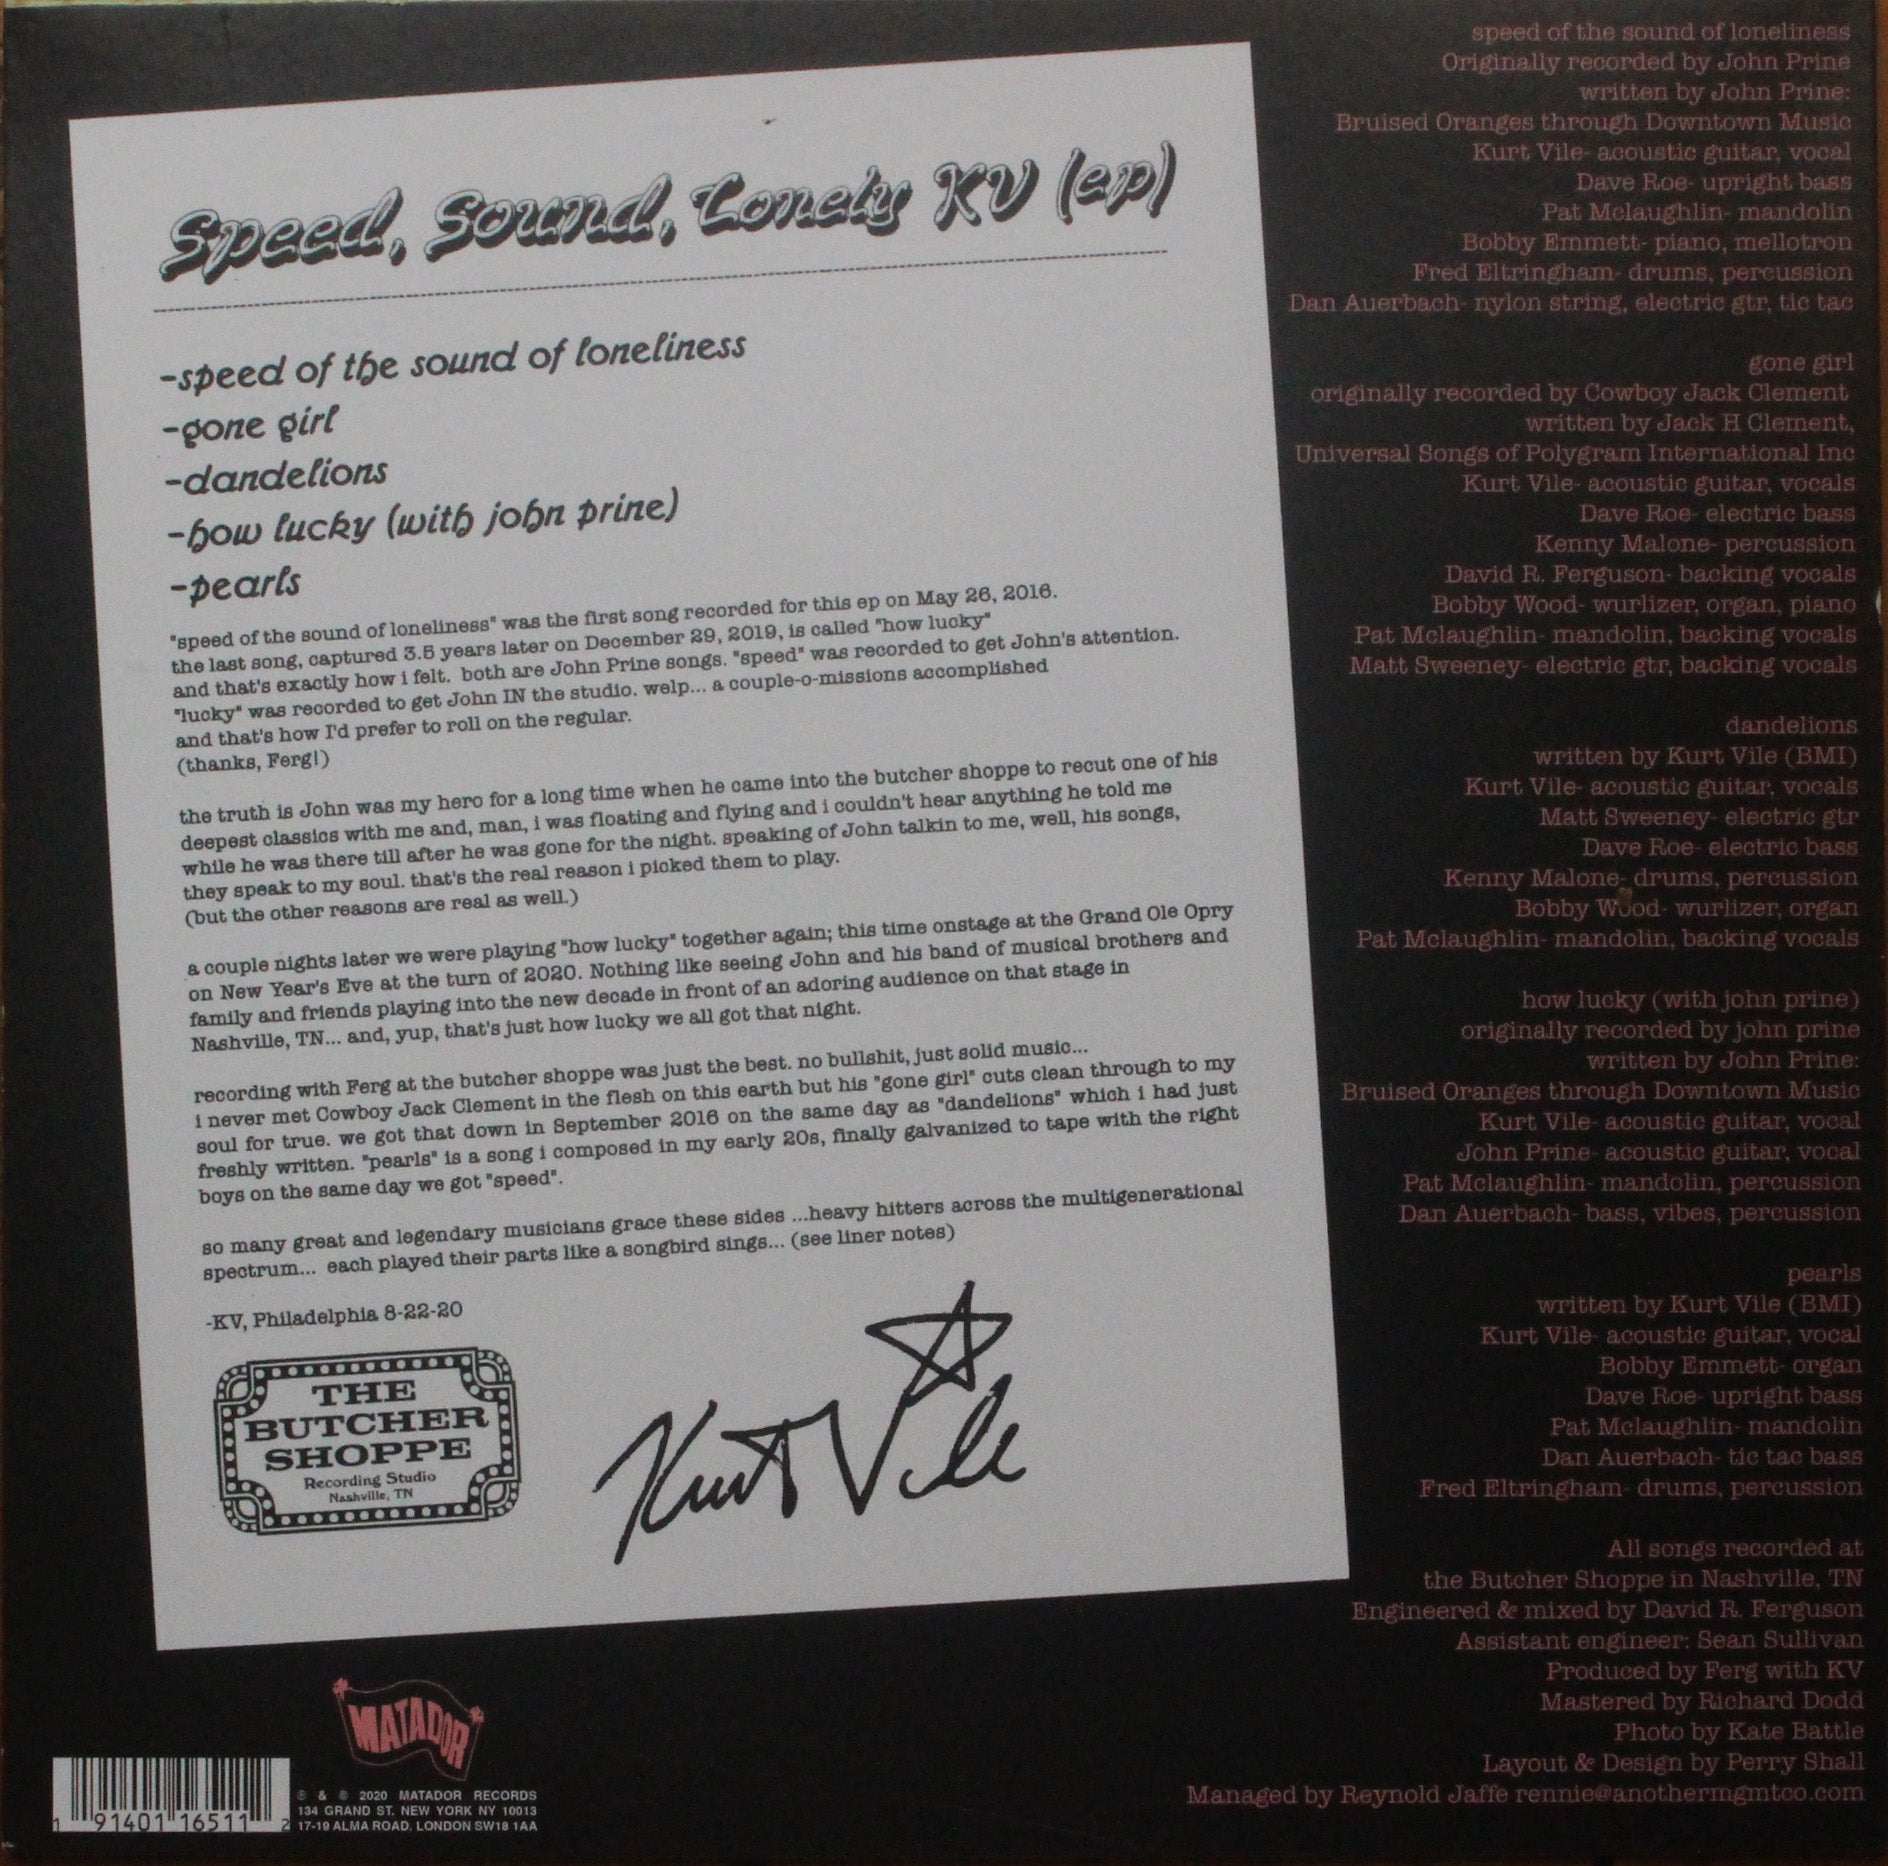 Speed, Sound, Lonely KV (ep)
-speed of the sound of loneliness
-gone girl
-dandelions
-how lucky (with john prine)
-pearls
"speed of the sound of loneliness" was the first song recorded for this ep on May 26, 2016.
the last song, captured 3.5 years later on December 29, 2019, is called "how lucky"
and that's exactly how i felt. both are John Prine songs. "speed" was recorded to get John's attention.
"lucky" was recorded to get John IN the studio. welp... a couple-o-missions accomplished
and that's how I'd prefer to roll on the regular.
(thanks, Ferg!)
the truth is John was my hero for a long time when he came into the butcher shoppe to recut one of his
deepest classics with me and, man, i was floating and flying and i couldn't hear anything he told me
while he was there till after he was gone for the night. speaking of John talkin to me, well, his songs,
they speak to my soul. that's the real reason i picked them to play.
(but the other reasons are real as well.)
a couple nights later we were playing "how lucky" together again; this time onstage at the Grand Ole Opry
on New Year's Eve at the turn of 2020. Nothing like seeing John and his band of musical brothers and
family and friends playing into the new decade in front of an adoring audience on that stage in
Nashville, TN... and, yup, that's just how lucky we all got that night.
recording with Ferg at the butcher shoppe was just the best. no bullshit, just solid music...
i never met Cowboy Jack Clement in the flesh on this earth but his "gone girl" cuts clean through to my
soul for true. we got that down in September 2016 on the same day as "dandelions" which i had just
freshly written. "pearls" is a song i composed in my early 20s, finally galvanized to tape with the right
boys on the same day we got "speed".
so many great and legendary musicians grace these sides ...heavy hitters across the multigenerational
spectrum... each played their parts like a songbird sings... (see liner notes)
-KV, Philadelphia 8-22-20
THE
BUTCHER
SHOPPE
Recording Studio
Nashville, TN
Kurt Vile
MATADOR
℗ & © 2020 MATADOR RECORDS
134 GRAND ST. NEW YORK NY 10013
17-19 ALMA ROAD. LONDON SW18 1AA
1 91401 16511 2
speed of the sound of loneliness
Originally recorded by John Prine
written by John Prine:
Bruised Oranges through Downtown Music
Kurt Vile- acoustic guitar, vocal
Dave Roe- upright bass
Pat Mclaughlin- mandolin
Bobby Emmett- piano, mellotron
Fred Eltringham- drums, percussion
Dan Auerbach- nylon string, electric gtr, tic tac
gone girl
originally recorded by Cowboy Jack Clement
written by Jack H Clement,
Universal Songs of Polygram International Inc
Kurt Vile- acoustic guitar, vocals
Dave Roe- electric bass
Kenny Malone- percussion
David R. Ferguson- backing vocals
Bobby Wood- wurlizer, organ, piano
Pat Mclaughlin- mandolin, backing vocals
Matt Sweeney- electric gtr, backing vocals
dandelions
written by Kurt Vile (BMI)
Kurt Vile- acoustic guitar, vocals
Matt Sweeney- electric gtr
Dave Roe- electric bass
Kenny Malone- drums, percussion
Bobby Wood- wurlizer, organ
Pat Mclaughlin- mandolin, backing vocals
how lucky (with john prine)
originally recorded by john prine
written by John Prine:
Bruised Oranges through Downtown Music
Kurt Vile- acoustic guitar, vocal
John Prine- acoustic guitar, vocal
Pat Mclaughlin- mandolin, percussion
Dan Auerbach- bass, vibes, percussion
pearls
written by Kurt Vile (BMI)
Kurt Vile- acoustic guitar, vocal
Bobby Emmett- organ
Dave Roe- upright bass
Pat Mclaughlin- mandolin
Dan Auerbach- tic tac bass
Fred Eltringham- drums, percussion
All songs recorded at
the Butcher Shoppe in Nashville, TN
Engineered & mixed by David R. Ferguson
Assistant engineer: Sean Sullivan
Produced by Ferg with KV
Mastered by Richard Dodd
Photo by Kate Battle
Layout & Design by Perry Shall
Managed by Reynold Jaffe rennie@anothermgmtco.com